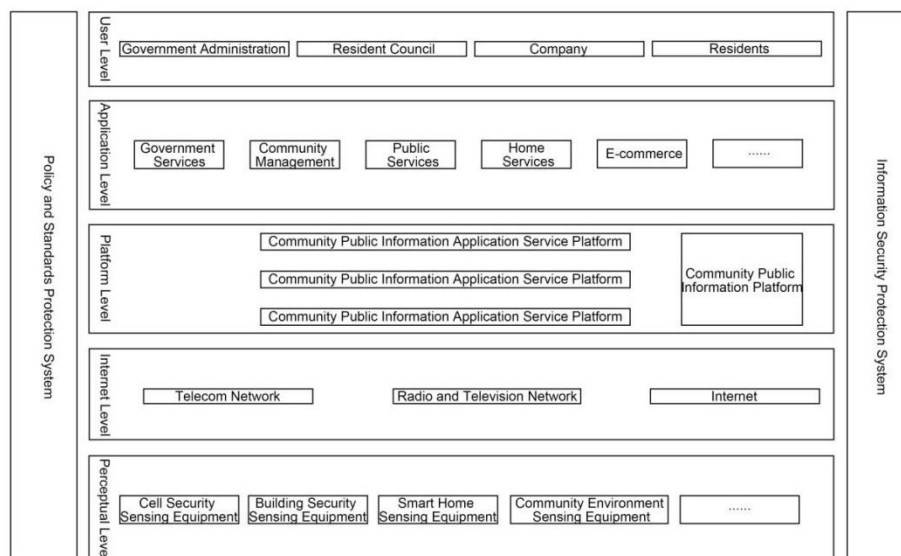 Policy and Standards Protection System
User Level
Government Administration
Resident Council
Company
Residents
Application Level
Government
Services
Community
Management
Public
Services
Home
Services
E-commerce
......
Platform Level
Community Public Information Application Service Platform
Community Public Information Application Service Platform
Community Public Information Application Service Platform
Community Public
Information Platform
Internet Level
Telecom Network
Radio and Television Network
Internet
Perceptual Level
Cell Security
Sensing Equipment
Building Security
Sensing Equipment
Smart Home
Sensing Equipment
Community Environment
Sensing Equipment
......
Information Security Protection System